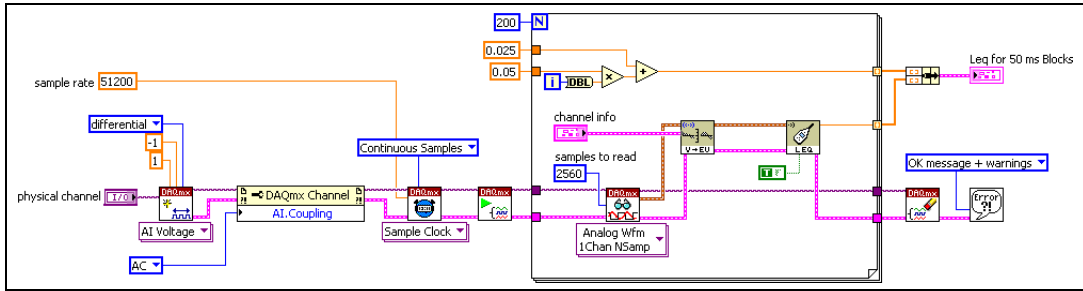 200 N
0.025
0.05
i DBL
x
+
Leq for 50 ms Blocks
sample rate 51200
differential
-1
1
Continuous Samples
channel info
V→EU
LEQ
samples to read
2560
T
OK message + warnings
physical channel I/O
DAQmx
DAQmx Channel
AI.Coupling
DAQmx
DAQmx
DAQmx
DAQmx
Error
?!
AI Voltage
Sample Clock
Analog Wfm
1Chan NSamp
AC